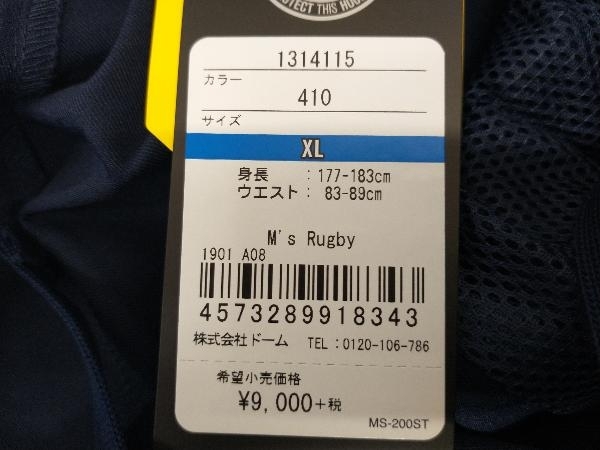 PROTECT THIS HOUSE
1314115
カラー
410
サイズ
XL
身長 : 177-183cm
ウエスト : 83-89cm
M's Rugby
1901 A08
4573289918343
株式会社ドーム TEL:0120-106-786
希望小売価格
¥9,000+税
MS-200ST